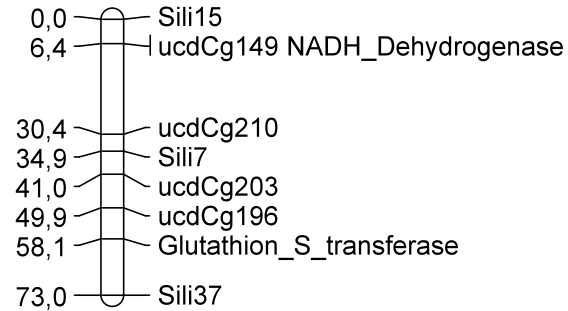 0,0 Sili15
6,4 ucdCg149 NADH_Dehydrogenase
30,4 ucdCg210
34,9 Sili7
41,0 ucdCg203
49,9 ucdCg196
58,1 Glutathion_S_transferase
73,0 Sili37